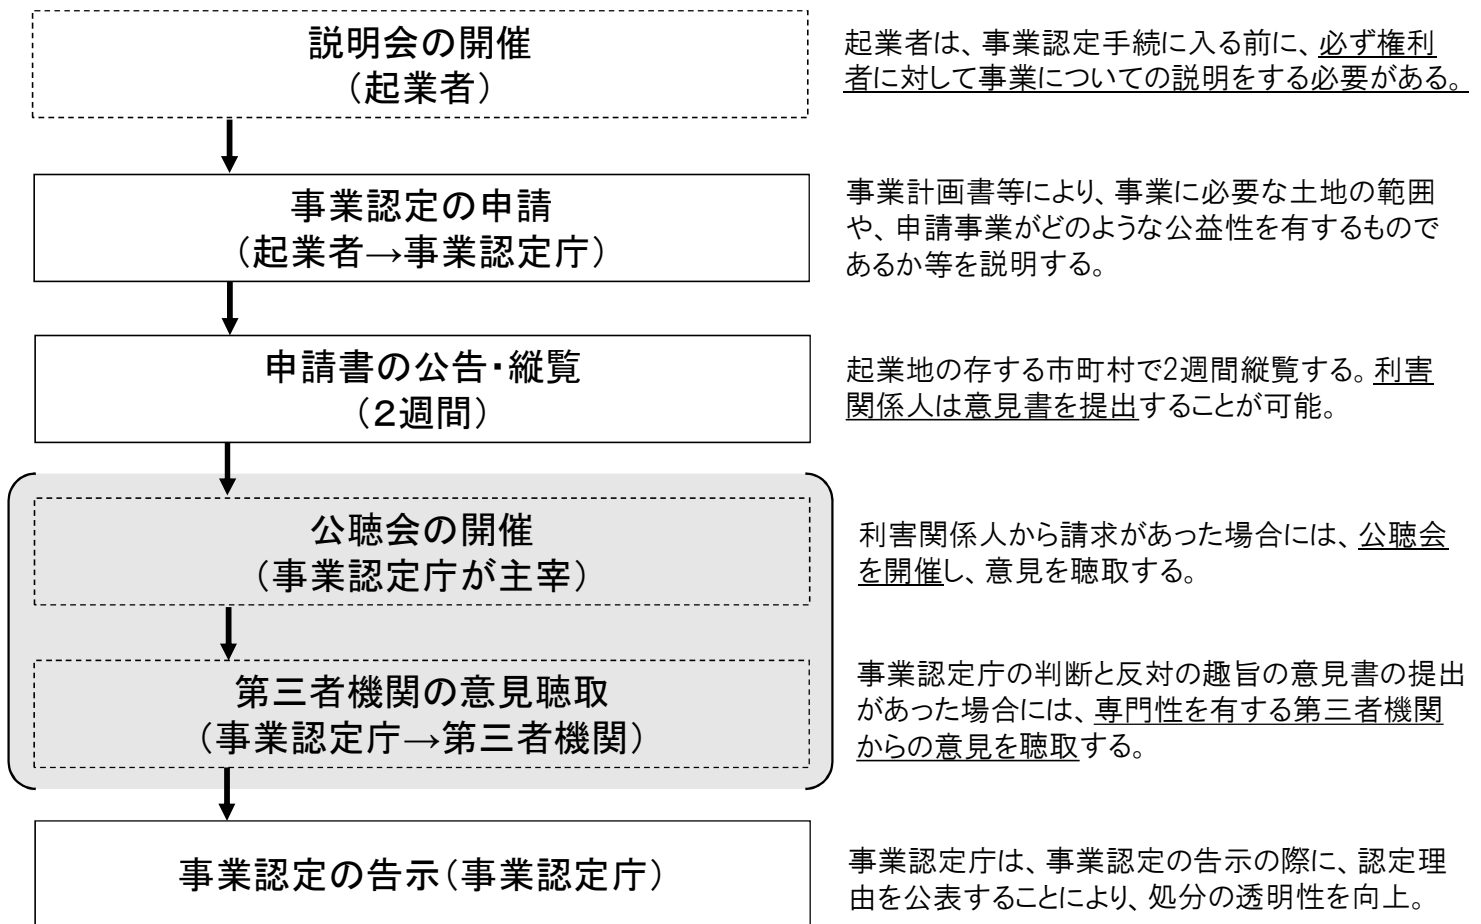 説明会の開催
（起業者）
起業者は、事業認定手続に入る前に、必ず権利
者に対して事業についての説明をする必要がある。
事業認定の申請
（起業者→事業認定庁）
事業計画書等により、事業に必要な土地の範囲
や、申請事業がどのような公益性を有するもので
あるか等を説明する。
申請書の公告・縦覧
（２週間）
起業地の存する市町村で2週間縦覧する。利害
関係人は意見書を提出することが可能。
公聴会の開催
（事業認定庁が主宰）
利害関係人から請求があった場合には、公聴会
を開催し、意見を聴取する。
第三者機関の意見聴取
（事業認定庁→第三者機関）
事業認定庁の判断と反対の趣旨の意見書の提出
があった場合には、専門性を有する第三者機関
からの意見を聴取する。
事業認定の告示（事業認定庁）
事業認定庁は、事業認定の告示の際に、認定理
由を公表することにより、処分の透明性を向上。